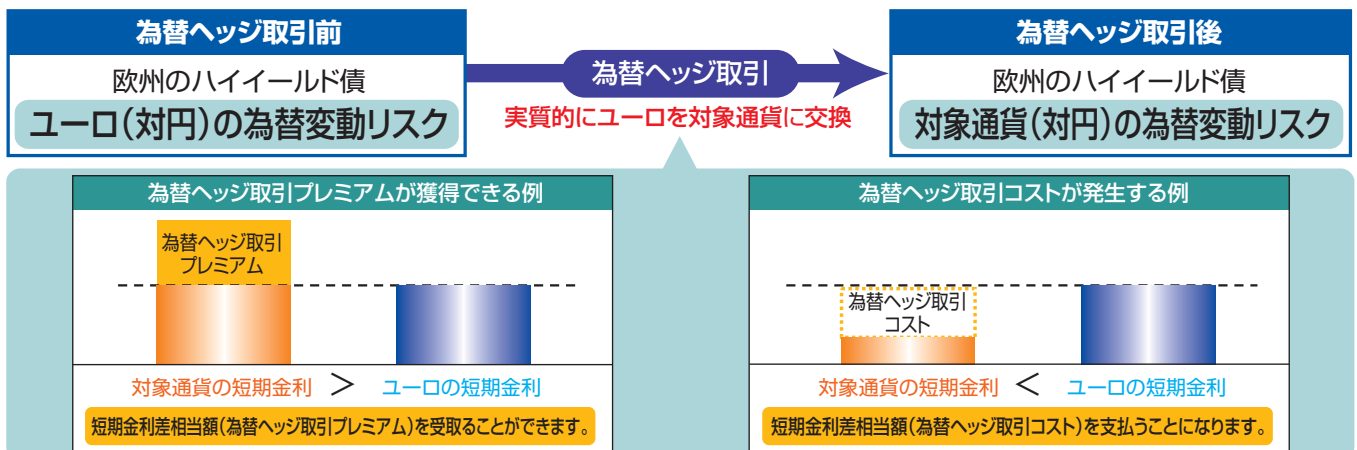 為替ヘッジ取引前
欧州のハイイールド債
ユーロ(対円)の為替変動リスク
為替ヘッジ取引
実質的にユーロを対象通貨に交換
為替ヘッジ取引後
欧州のハイイールド債
対象通貨(対円)の為替変動リスク
為替ヘッジ取引プレミアムが獲得できる例
為替ヘッジ取引
プレミアム
対象通貨の短期金利 > ユーロの短期金利
短期金利差相当額(為替ヘッジ取引プレミアム)を受取ることができます。
為替ヘッジ取引コストが発生する例
為替ヘッジ取引
コスト
対象通貨の短期金利 < ユーロの短期金利
短期金利差相当額(為替ヘッジ取引コスト)を支払うことになります。